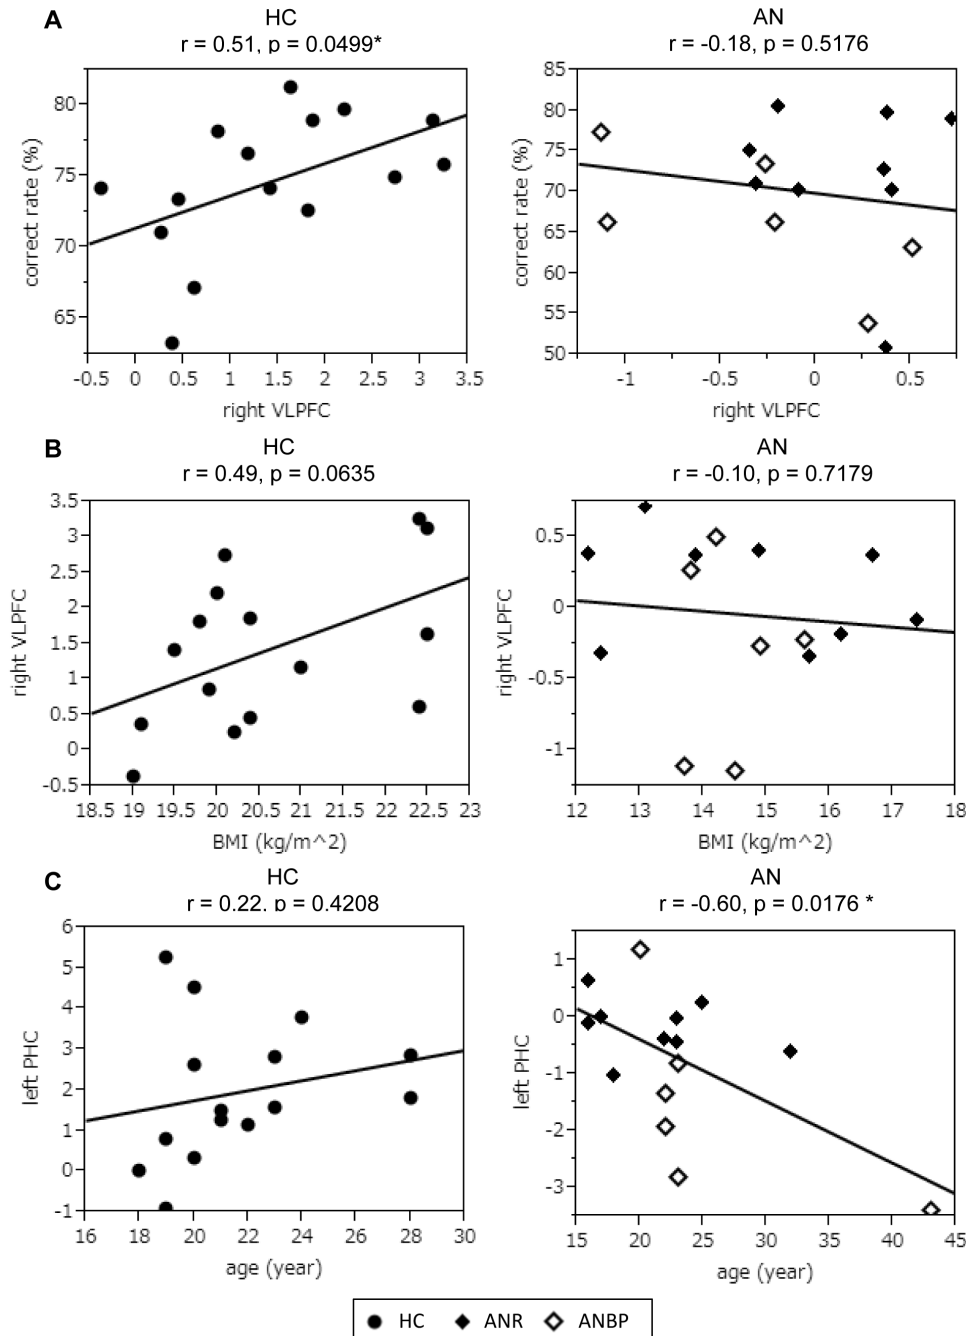 A
HC
r = 0.51, p = 0.0499*
AN
r = -0.18, p = 0.5176
correct rate (%)
80
75
70
65
-0.5 0 0.5 1 1.5 2 2.5 3 3.5
right VLPFC
correct rate (%)
85
80
75
70
65
60
55
50
-1 -0.5 0 0.5
right VLPFC
B
HC
r = 0.49, p = 0.0635
AN
r = -0.10, p = 0.7179
right VLPFC
3.5
3
2.5
2
1.5
1
0.5
0
-0.5
18.5 19 19.5 20 20.5 21 21.5 22 22.5 23
BMI (kg/m^2)
right VLPFC
0.5
0
-0.5
-1
12 13 14 15 16 17 18
BMI (kg/m^2)
C
HC
r = 0.22, p = 0.4208
AN
r = -0.60, p = 0.0176 *
left PHC
6
5
4
3
2
1
0
-1
16 18 20 22 24 26 28 30
age (year)
left PHC
1
0
-1
-2
-3
15 20 25 30 35 40 45
age (year)
HC ANR ANBP